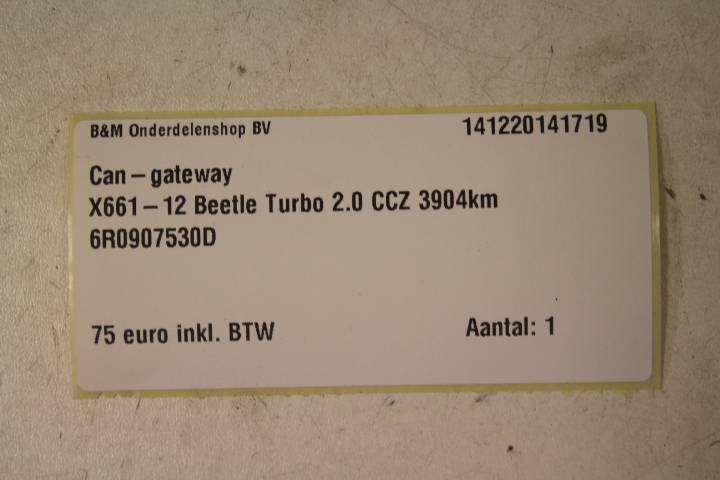 B&M Onderdelenshop BV 141220141719
Can-gateway
X661-12 Beetle Turbo 2.0 CCZ 3904km
6R0907530D
75 euro inkl. BTW Aantal: 1